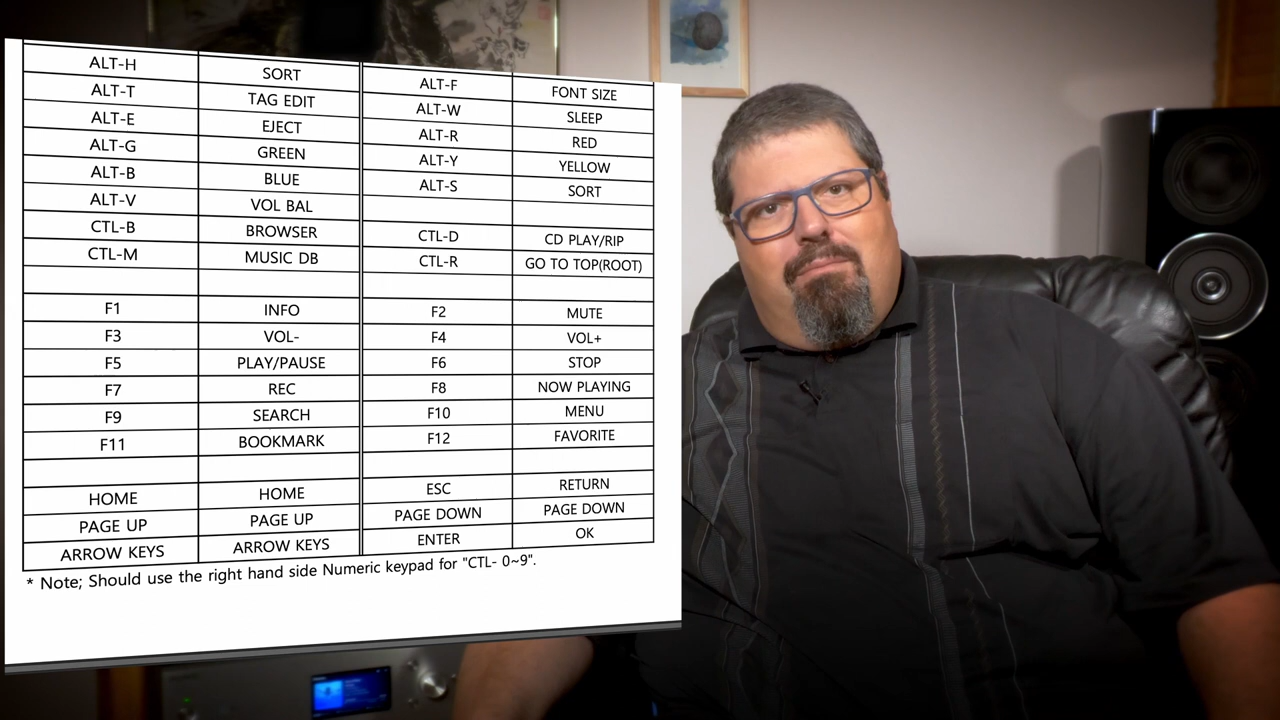 ALT-H SORT ALT-F FONT SIZE
ALT-T TAG EDIT ALT-W SLEEP
ALT-E EJECT ALT-R RED
ALT-G GREEN ALT-Y YELLOW
ALT-B BLUE ALT-S SORT
ALT-V VOL BAL
CTL-B BROWSER CTL-D CD PLAY/RIP
CTL-M MUSIC DB CTL-R GO TO TOP(ROOT)
F1 INFO F2 MUTE
F3 VOL- F4 VOL+
F5 PLAY/PAUSE F6 STOP
F7 REC F8 NOW PLAYING
F9 SEARCH F10 MENU
F11 BOOKMARK F12 FAVORITE
HOME HOME ESC RETURN
PAGE UP PAGE UP PAGE DOWN PAGE DOWN
ARROW KEYS ARROW KEYS ENTER OK
* Note; Should use the right hand side Numeric keypad for "CTL- 0~9".